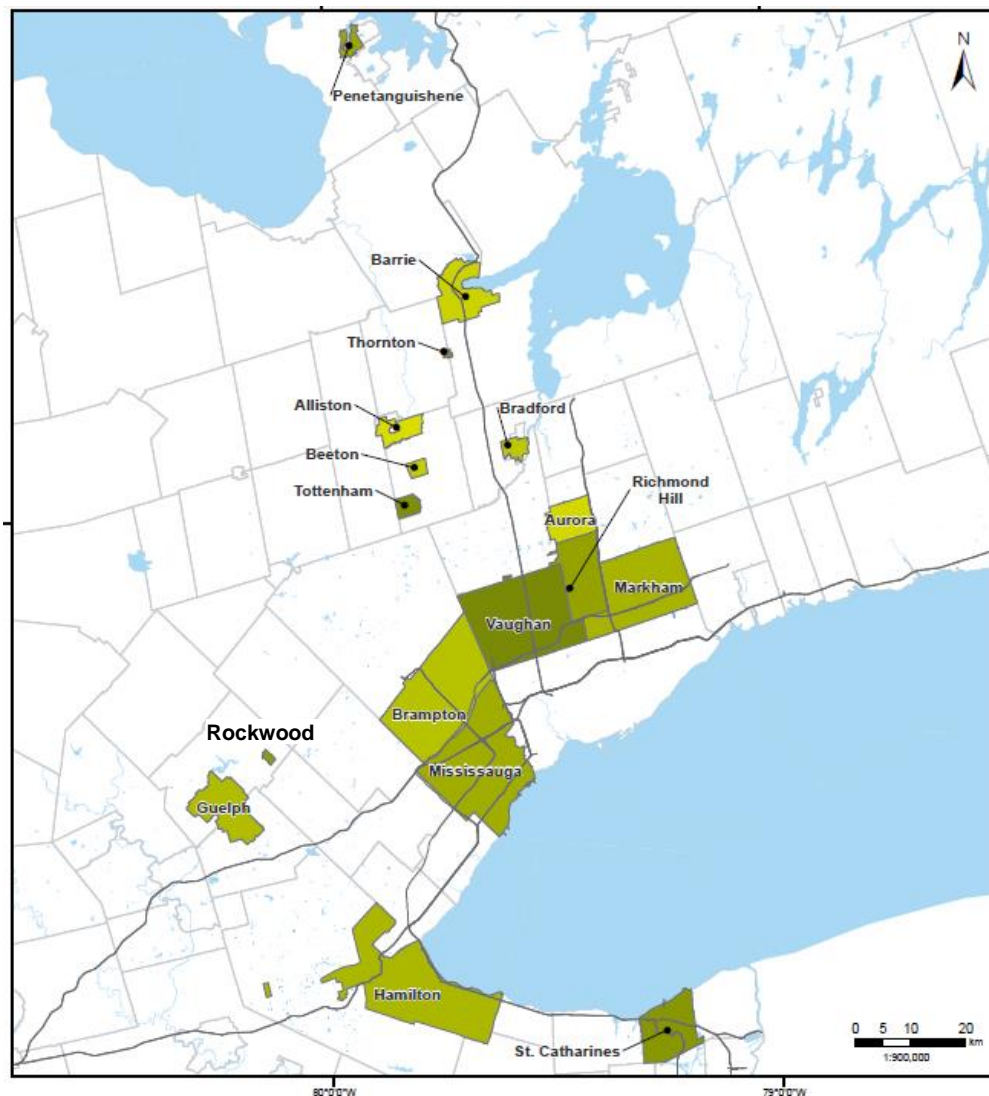 N
Penetanguishene
Barrie
Thornton
Alliston
Bradford
Beeton
Richmond
Hill
Tottenham
Aurora
Markham
Vaughan
Brampton
Rockwood
Mississauga
Guelph
Hamilton
St. Catharines
0 5 10 20
km
1:900,000
80°0'0"W
79°0'0"W